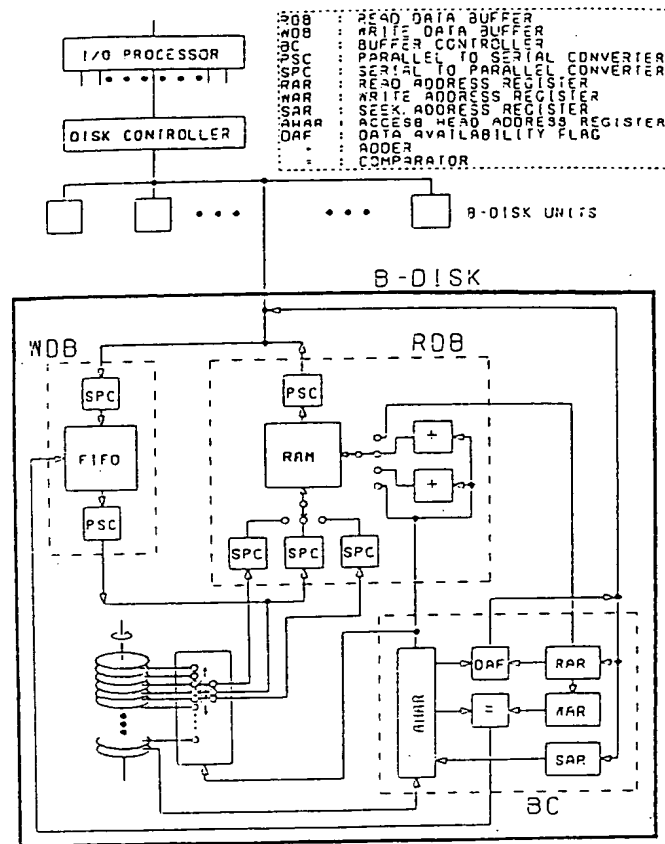 I/O PROCESSOR
DISK CONTROLLER
RDB : READ DATA BUFFER
WDB : WRITE DATA BUFFER
BC : BUFFER CONTROLLER
PSC : PARALLEL TO SERIAL CONVERTER
SPC : SERIAL TO PARALLEL CONVERTER
RAR : READ ADDRESS REGISTER
WAR : WRITE ADDRESS REGISTER
SAR : SEEK ADDRESS REGISTER
AHAR : ACCESS HEAD ADDRESS REGISTER
DAF : DATA AVAILABILITY FLAG
+ : ADDER
= : COMPARATOR
B-DISK UNITS
B-DISK
WDB
RDB
SPC
PSC
FIFO
RAM
+
+
PSC
SPC
SPC
SPC
AHAR
DAF
RAR
=
WAR
SAR
BC